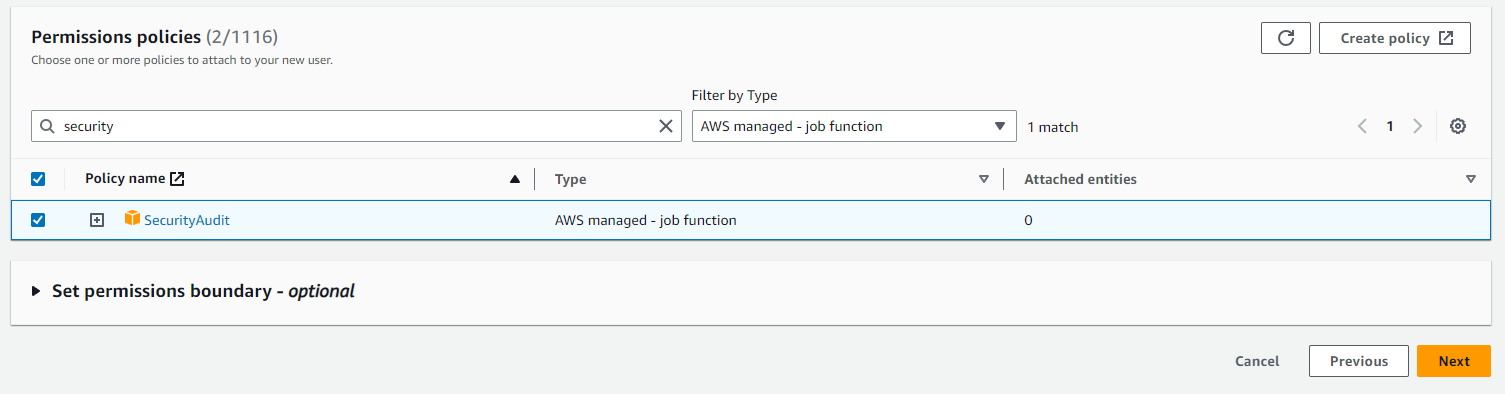 Permissions policies (2/1116)
Create policy
Choose one or more policies to attach to your new user.
Filter by Type
security
AWS managed - job function
1 match
1
Policy name
Type
Attached entities
SecurityAudit
AWS managed - job function
0
Set permissions boundary - optional
Cancel
Previous
Next